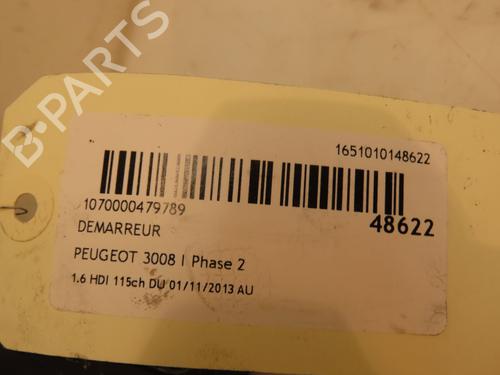 B-PARTS
1651010148622
1070000479789
48622
DEMARREUR
PEUGEOT 3008 I Phase 2
1.6 HDI 115ch DU 01/11/2013 AU